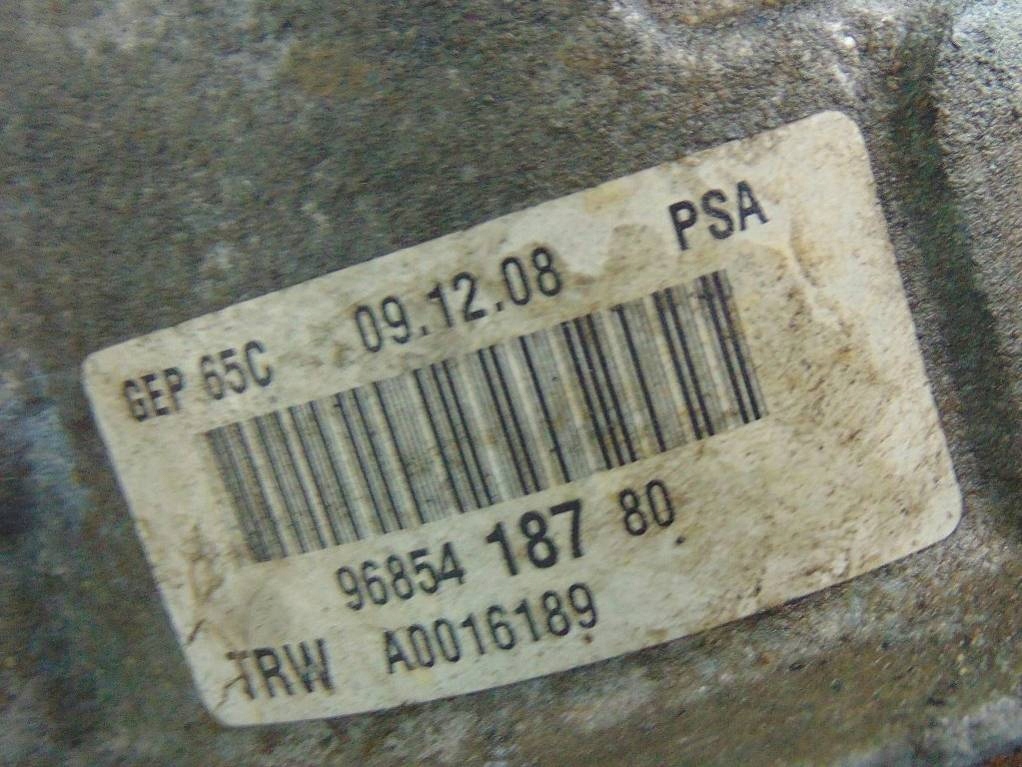 GEP 65C 09.12.08 PSA
96854 187 80
TRW A0016189